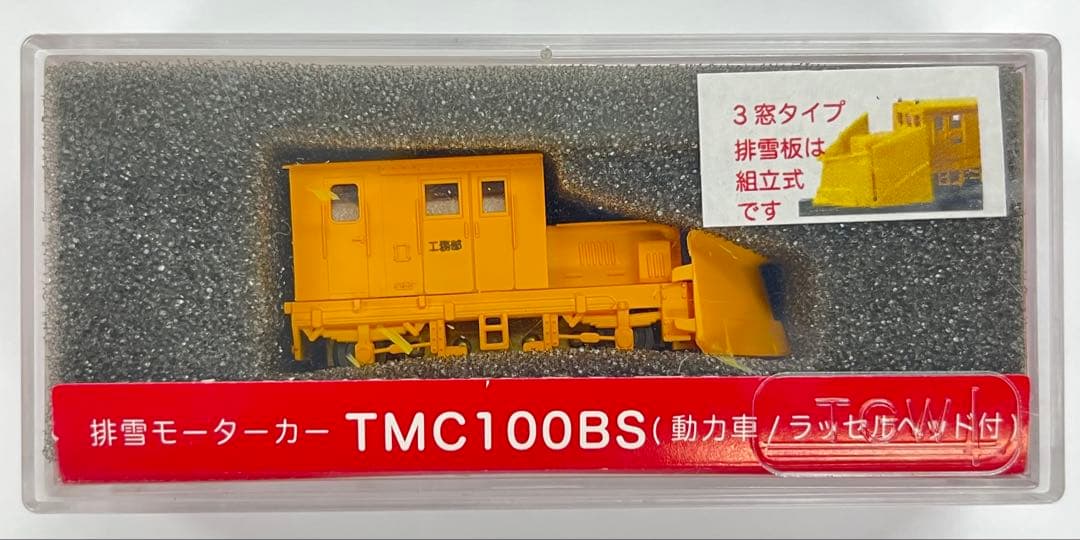 3窓タイプ
排雪板は
組立式
です
工務部
排雪モーターカー TMC100BS(動力車/ラッセルヘッド付)
TGW